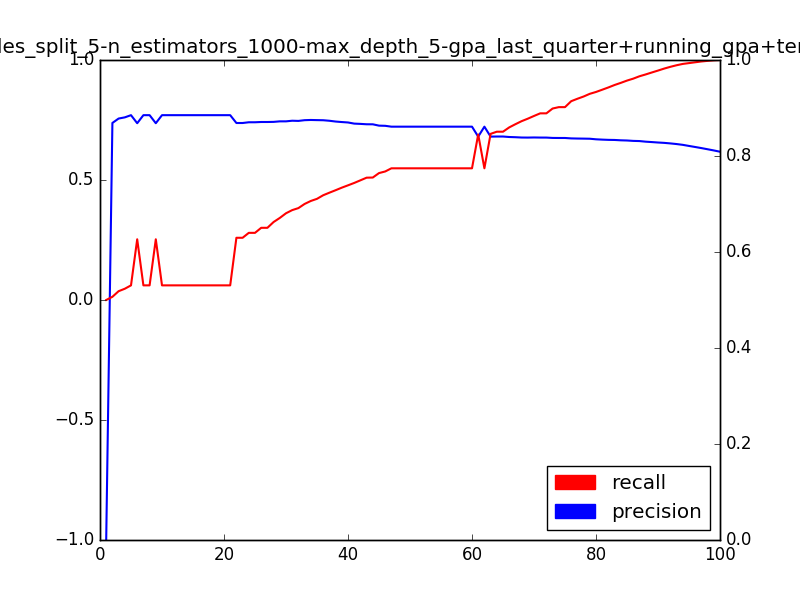 les_split_5-n_estimators_1000-max_depth_5-gpa_last_quarter+running_gpa+ter
1.0
0.5
0.0
−0.5
−1.0
1.0
0.8
0.6
0.4
0.2
0.0
0 20 40 60 80 100
recall
precision